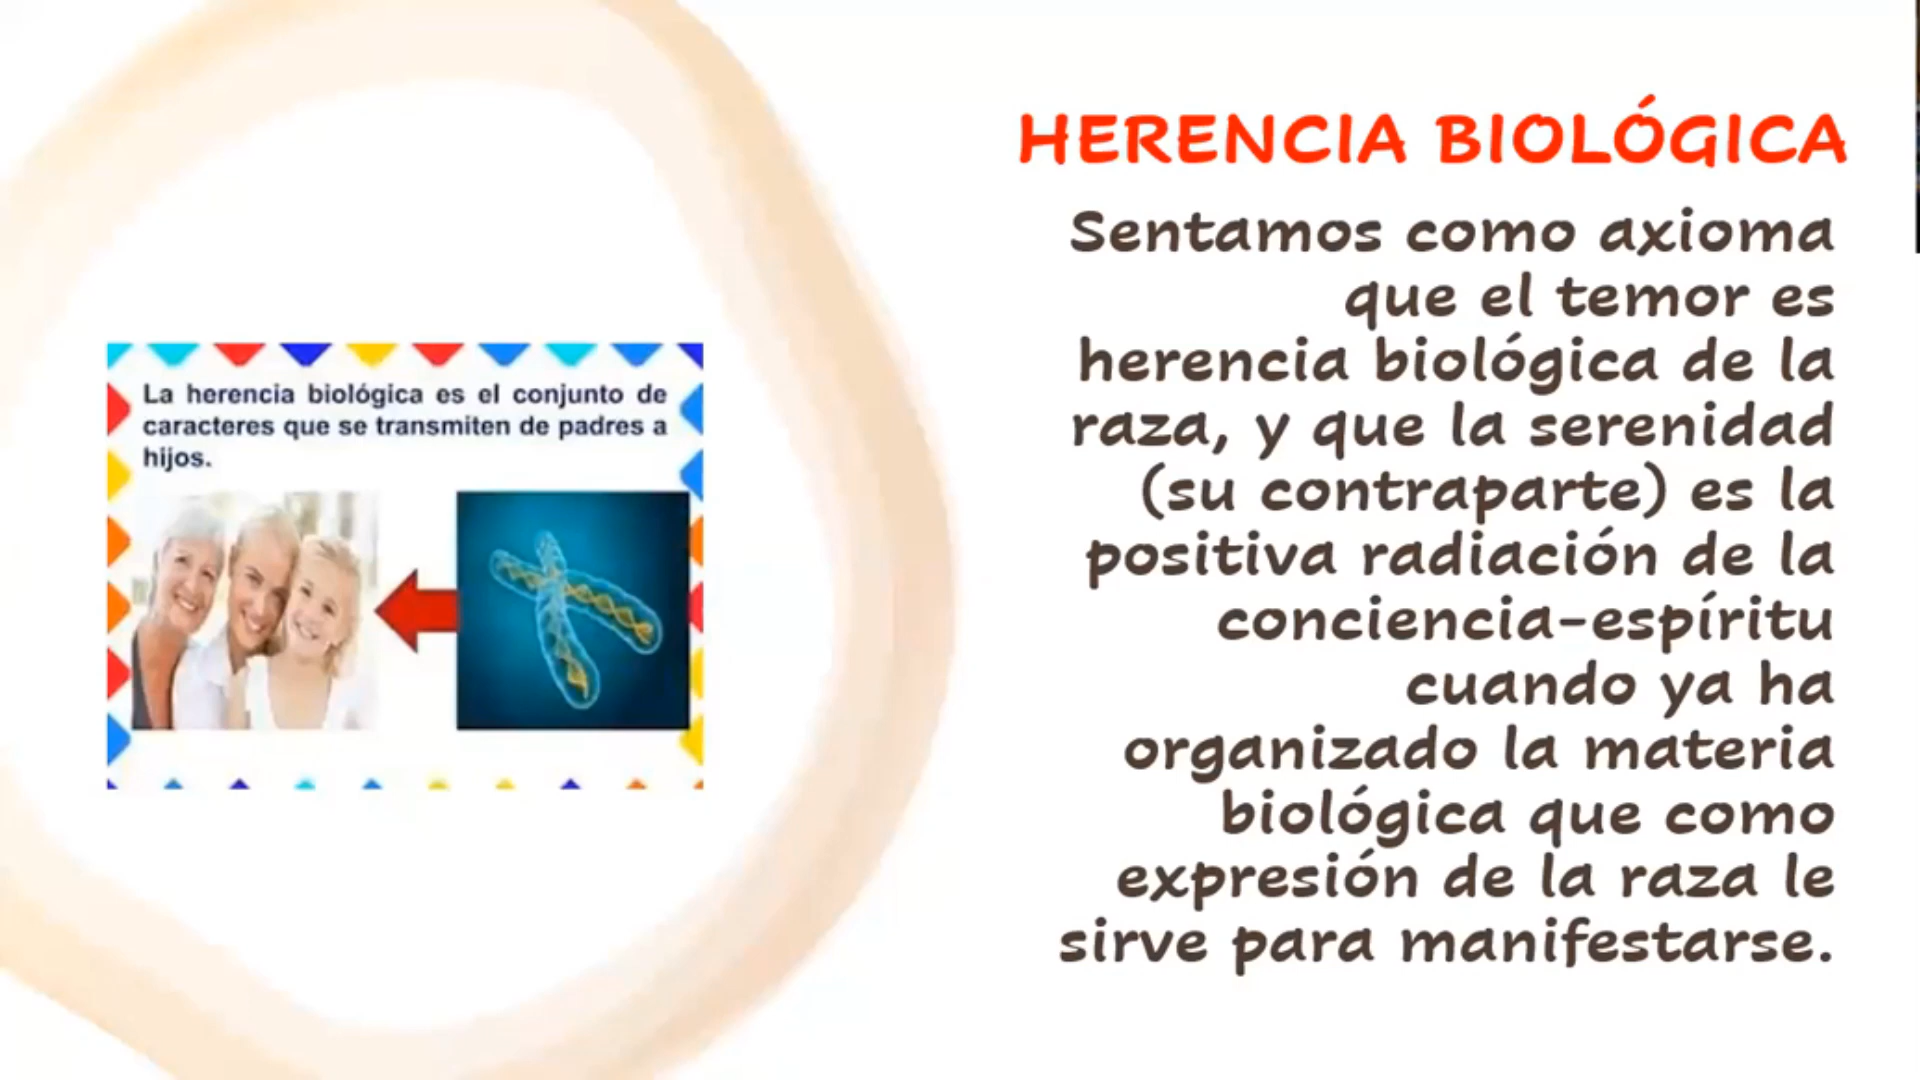 HERENCIA BIOLÓGICA
Sentamos como axioma
que el temor es
herencia biológica de la
raza, y que la serenidad
(su contraparte) es la
positiva radiación de la
conciencia-espíritu
cuando ya ha
organizado la materia
biológica que como
expresión de la raza le
sirve para manifestarse.
La herencia biológica es el conjunto de
caracteres que se transmiten de padres a
hijos.